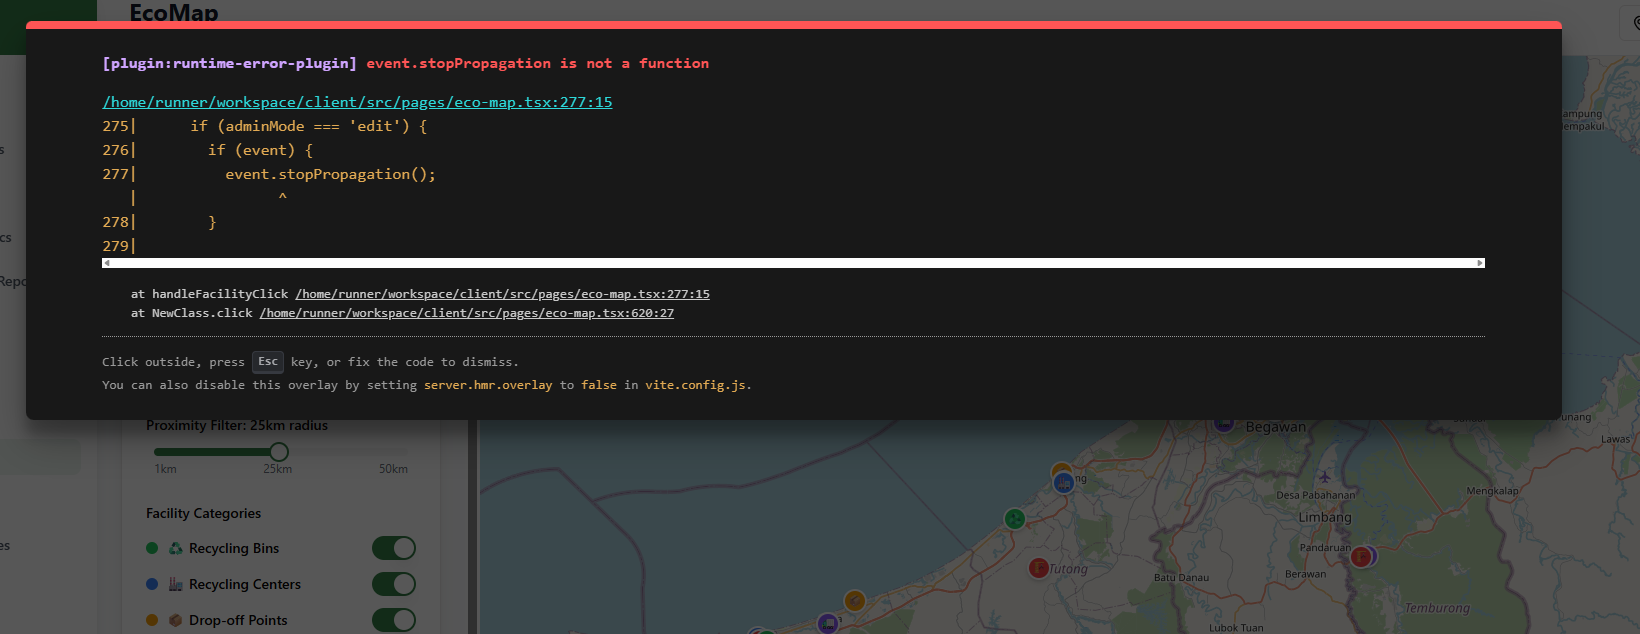 EcoMap
[plugin:runtime-error-plugin] event.stopPropagation is not a function
/home/runner/workspace/client/src/pages/eco-map.tsx:277:15
275|      if (adminMode === 'edit') {
276|        if (event) {
277|          event.stopPropagation();
   |                ^
278|        }
279|
at handleFacilityClick /home/runner/workspace/client/src/pages/eco-map.tsx:277:15
at NewClass.click /home/runner/workspace/client/src/pages/eco-map.tsx:620:27
Click outside, press Esc key, or fix the code to dismiss.
You can also disable this overlay by setting server.hmr.overlay to false in vite.config.js.
s
cs
Repo
es
Proximity Filter: 25km radius
1km 25km 50km
Facility Categories
Recycling Bins
Recycling Centers
Drop-off Points
ampung
empakul
unang
Lawas
Begawan
ng
Desa Pabahanan
Mengkalap
Limbang
Pandaruan
Tutong
Batu Danau
Berawan
Temburong
Lubok Tuan